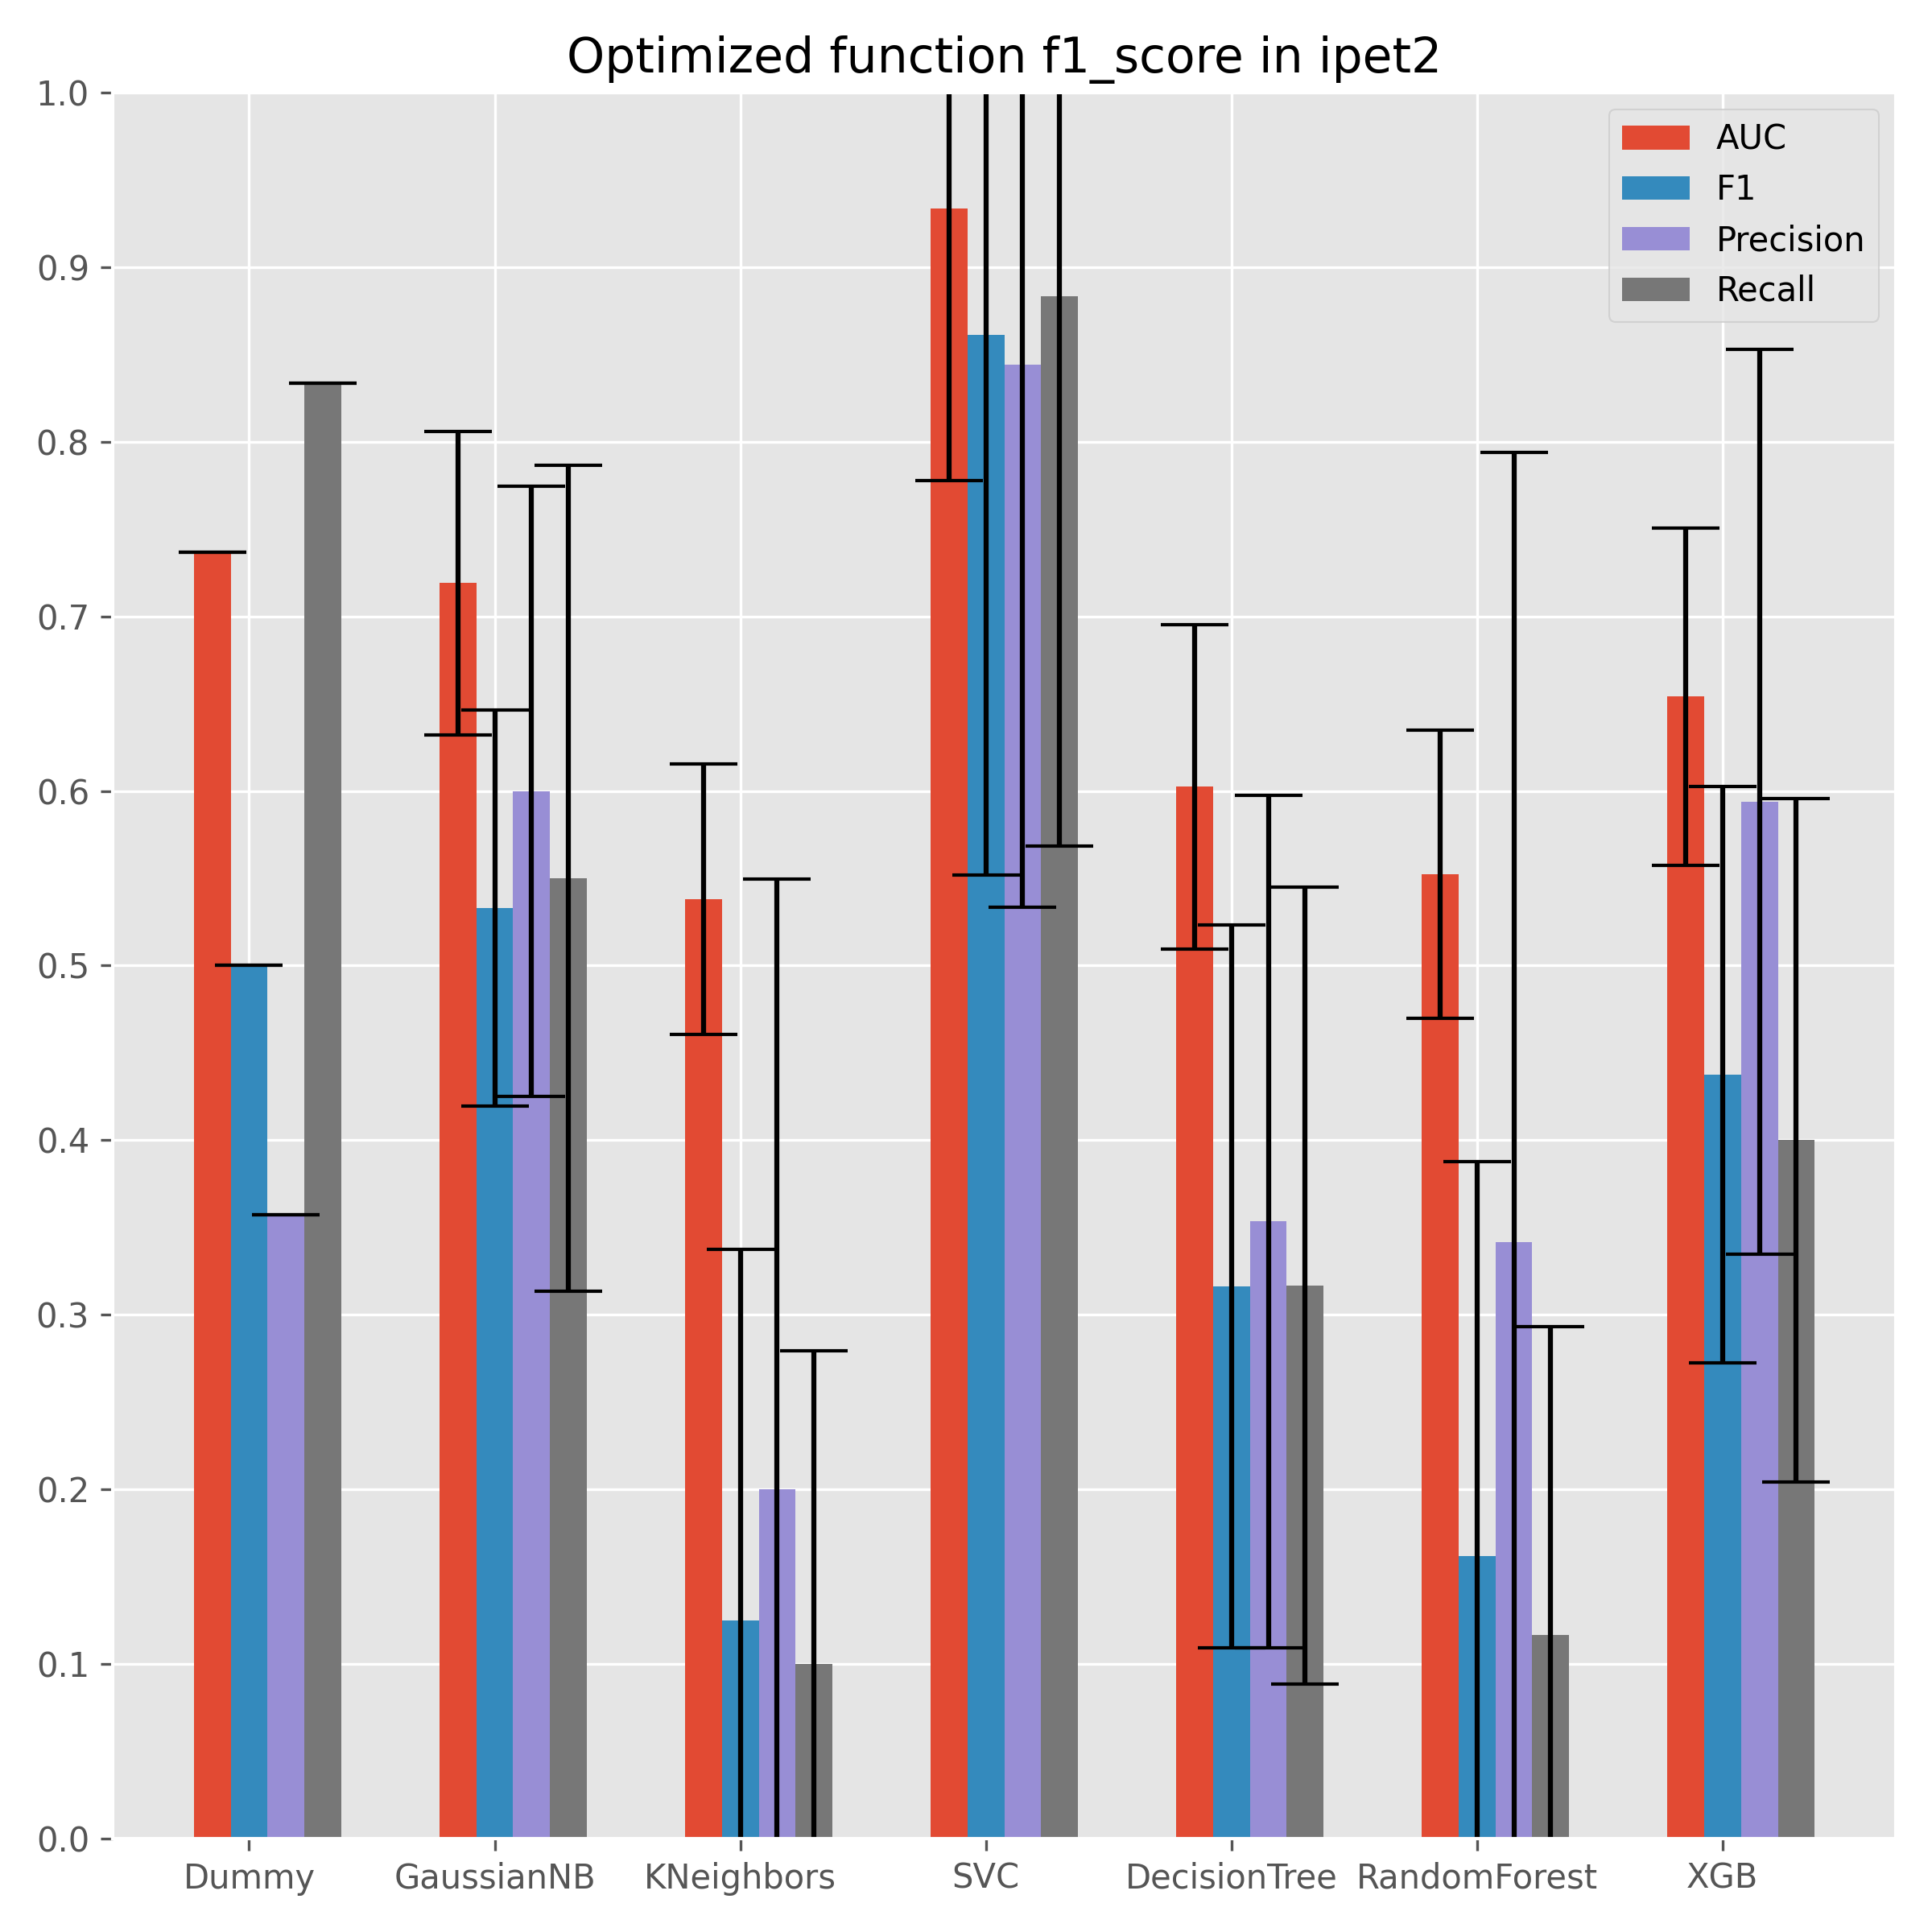 Optimized function f1_score in ipet2
1.0
0.9
0.8
0.7
0.6
0.5
0.4
0.3
0.2
0.1
0.0
AUC
F1
Precision
Recall
Dummy GaussianNB KNeighbors SVC DecisionTree RandomForest XGB